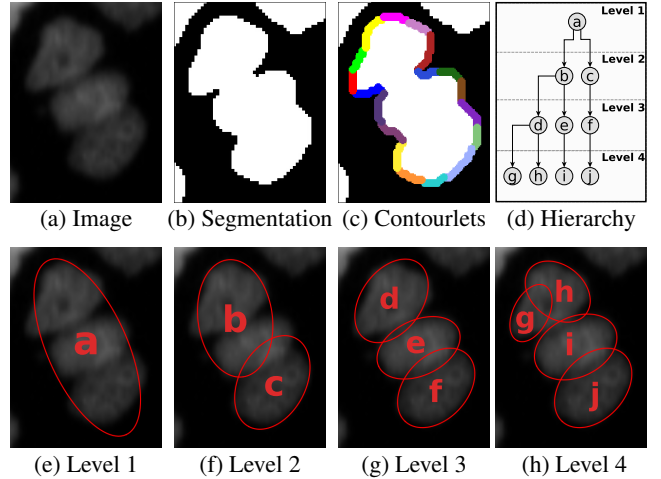 Level 1
a
Level 2
b c
Level 3
d e f
Level 4
g h i j
(a) Image (b) Segmentation (c) Contourlets (d) Hierarchy
a
b
c
d
e
f
h
g
i
j
(e) Level 1 (f) Level 2 (g) Level 3 (h) Level 4